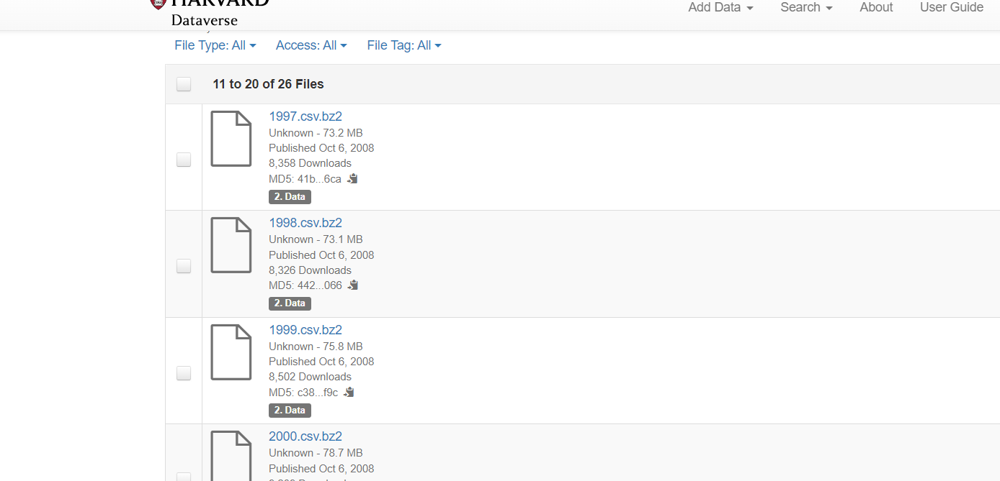 HARVARD
Dataverse
Add Data
Search
About
User Guide
File Type: All
Access: All
File Tag: All
11 to 20 of 26 Files
1997.csv.bz2
Unknown - 73.2 MB
Published Oct 6, 2008
8,358 Downloads
MD5: 41b...6ca
2. Data
1998.csv.bz2
Unknown - 73.1 MB
Published Oct 6, 2008
8,326 Downloads
MD5: 442...066
2. Data
1999.csv.bz2
Unknown - 75.8 MB
Published Oct 6, 2008
8,502 Downloads
MD5: c38...f9c
2. Data
2000.csv.bz2
Unknown - 78.7 MB
Published Oct 6, 2008